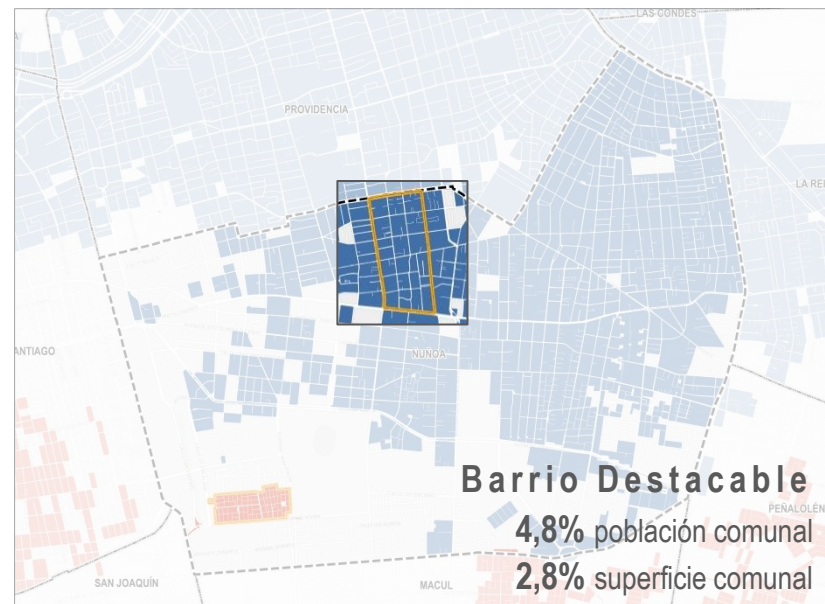 LAS CONDES
PROVIDENCIA
LA REI
ANTIAGO
ÑUÑOA
Barrio Destacable
4,8% población comunal
PEÑALOLÉN
2,8% superficie comunal
SAN JOAQUÍN
MACUL